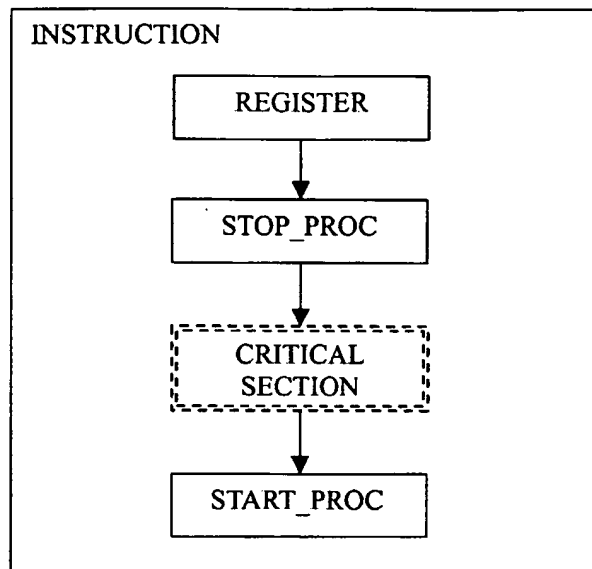 INSTRUCTION
REGISTER
STOP_PROC
CRITICAL
SECTION
START_PROC